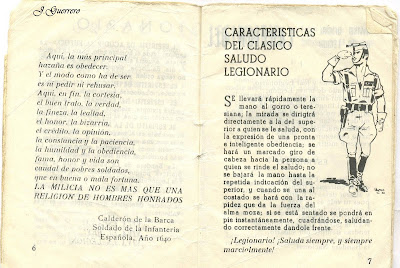 J. Guerrero
Aquí, la más principal
hazaña es obedecer.
Y el modo como ha de ser
es ni pedir ni rehusar.
Aquí, en fin, la cortesía,
el buen trato, la verdad,
la fineza, la lealtad,
el honor, la bizarría,
el crédito, la opinión,
la constancia y la paciencia,
la humildad y la obediencia,
fama, honor y vida son
caudal de pobres soldados,
que en buena o mala fortuna,
LA MILICIA NO ES MAS QUE UNA
RELIGION DE HOMBRES HONRADOS
Calderón de la Barca
Soldado de la Infantería
Española, Año 1640
6
CARACTERISTICAS
DEL CLASICO
SALUDO
LEGIONARIO
SE llevará rápidamente la
mano al gorro o tere-
siana; la mirada se dirigirá
directamente a la del supe-
rior a quien se le saluda, con
la expresión de una pronta
e inteligente obediencia; se
hará un marcado giro de
cabeza hacia la persona a
quien se rinde el saludo; no
se bajará la mano hasta la
repetida indicación del su-
perior, y cuando se una al
costado se hará con la rapi-
dez que da la fuerza del
alma moza; si se está sentado se pondrá en
pie instantáneamente, cuadrándose, saludan-
do correctamente dandole frente.
¡Legionario! ¡Saluda siempre, y siempre
marcialmente!
7